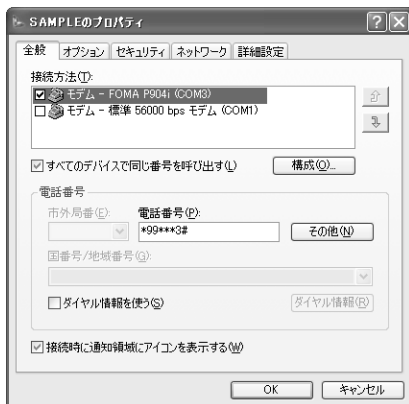 SAMPLEのプロパティ
全般 オプション セキュリティ ネットワーク 詳細設定
接続方法(T):
モデム - FOMA P904i (COM3)
モデム - 標準 56000 bps モデム (COM1)
すべてのデバイスで同じ番号を呼び出す(L)
構成(O)...
電話番号
市外局番(E): 電話番号(P):
*99***3#
その他(N)
国番号/地域番号(G):
ダイヤル情報を使う(S)
ダイヤル情報(R)
接続時に通知領域にアイコンを表示する(W)
OK キャンセル